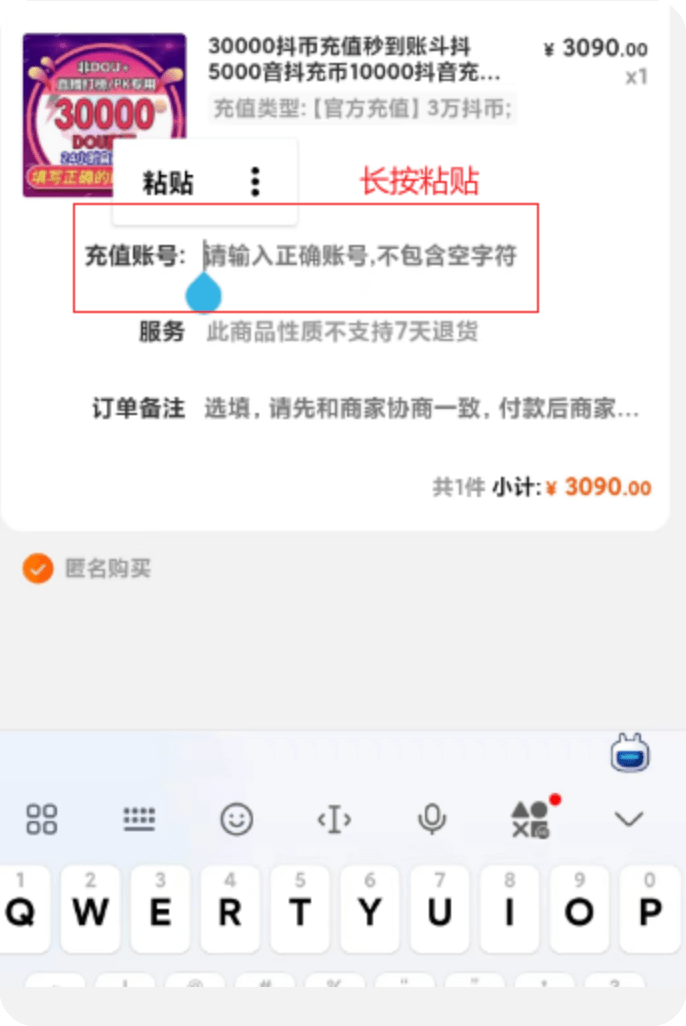 30000抖币充值秒到账斗抖
¥ 3090.00
5000音抖充币10000抖音充...
x1
充值类型:【官方充值】3万抖币;
直播打榜/PK专用
30000
填写正确的
粘贴
长按粘贴
充值账号: 请输入正确账号,不包含空字符
服务 此商品性质不支持7天退货
订单备注 选填, 请先和商家协商一致, 付款后商家...
共1件 小计:¥ 3090.00
匿名购买
1 2 3 4 5 6 7 8 9 0
Q W E R T Y U I O P